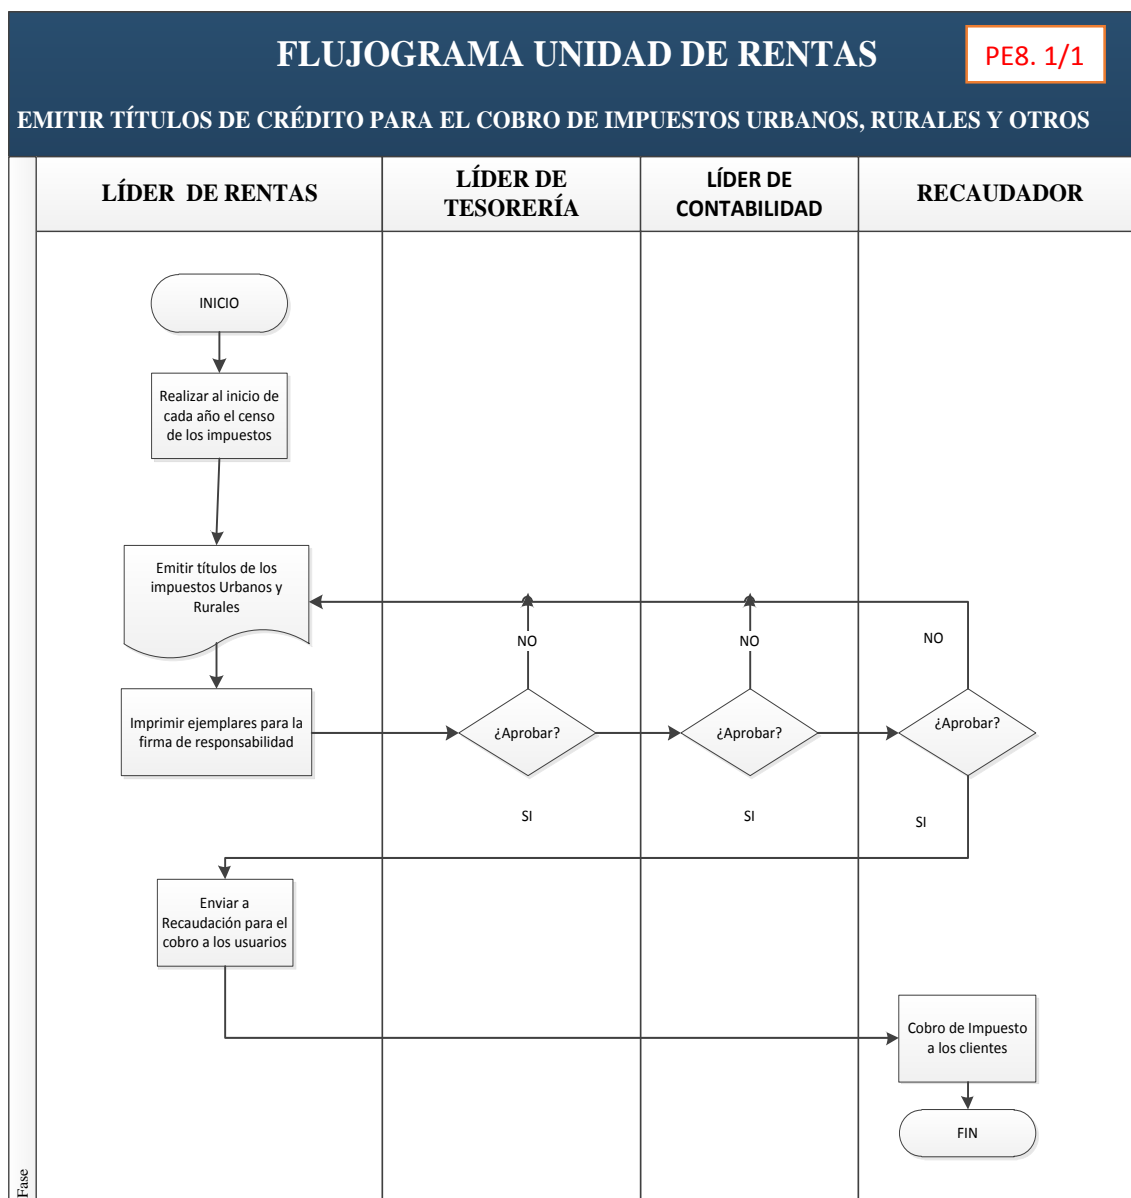 FLUJOGRAMA UNIDAD DE RENTAS
PE8. 1/1
EMITIR TÍTULOS DE CRÉDITO PARA EL COBRO DE IMPUESTOS URBANOS, RURALES Y OTROS
LÍDER DE RENTAS
LÍDER DE
TESORERÍA
LÍDER DE
CONTABILIDAD
RECAUDADOR
INICIO
Realizar al inicio de
cada año el censo
de los impuestos
Emitir títulos de los
impuestos Urbanos y
Rurales
NO
NO
NO
Imprimir ejemplares para la
firma de responsabilidad
¿Aprobar?
¿Aprobar?
¿Aprobar?
SI
SI
SI
Enviar a
Recaudación para el
cobro a los usuarios
Cobro de Impuesto
a los clientes
FIN
Fase